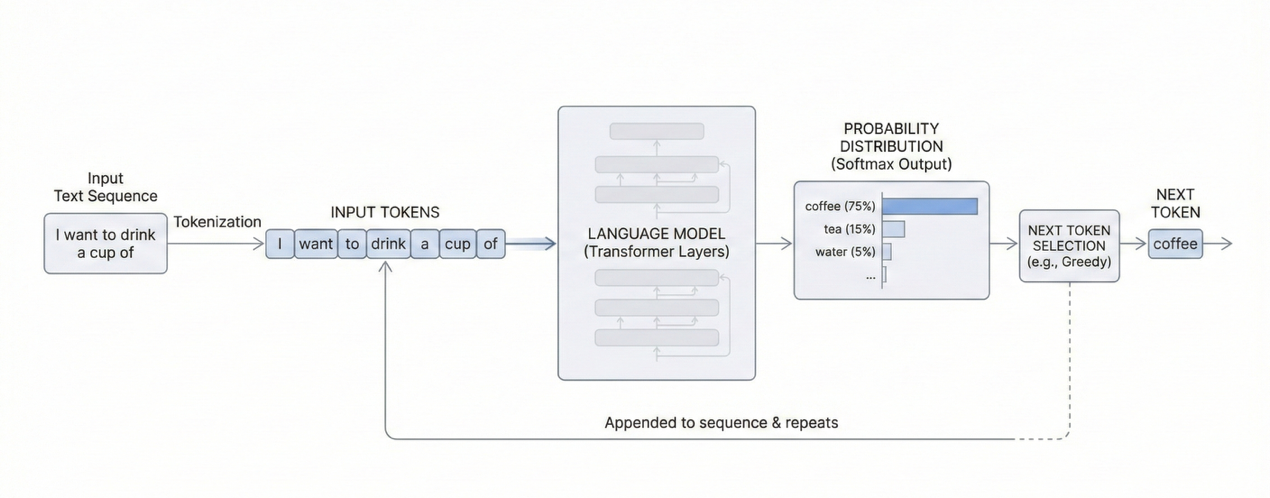 Input
Text Sequence
I want to drink
a cup of
Tokenization
INPUT TOKENS
I want to drink a cup of
LANGUAGE MODEL
(Transformer Layers)
PROBABILITY
DISTRIBUTION
(Softmax Output)
coffee (75%)
tea (15%)
water (5%)
...
NEXT TOKEN
SELECTION
(e.g., Greedy)
NEXT
TOKEN
coffee
Appended to sequence & repeats